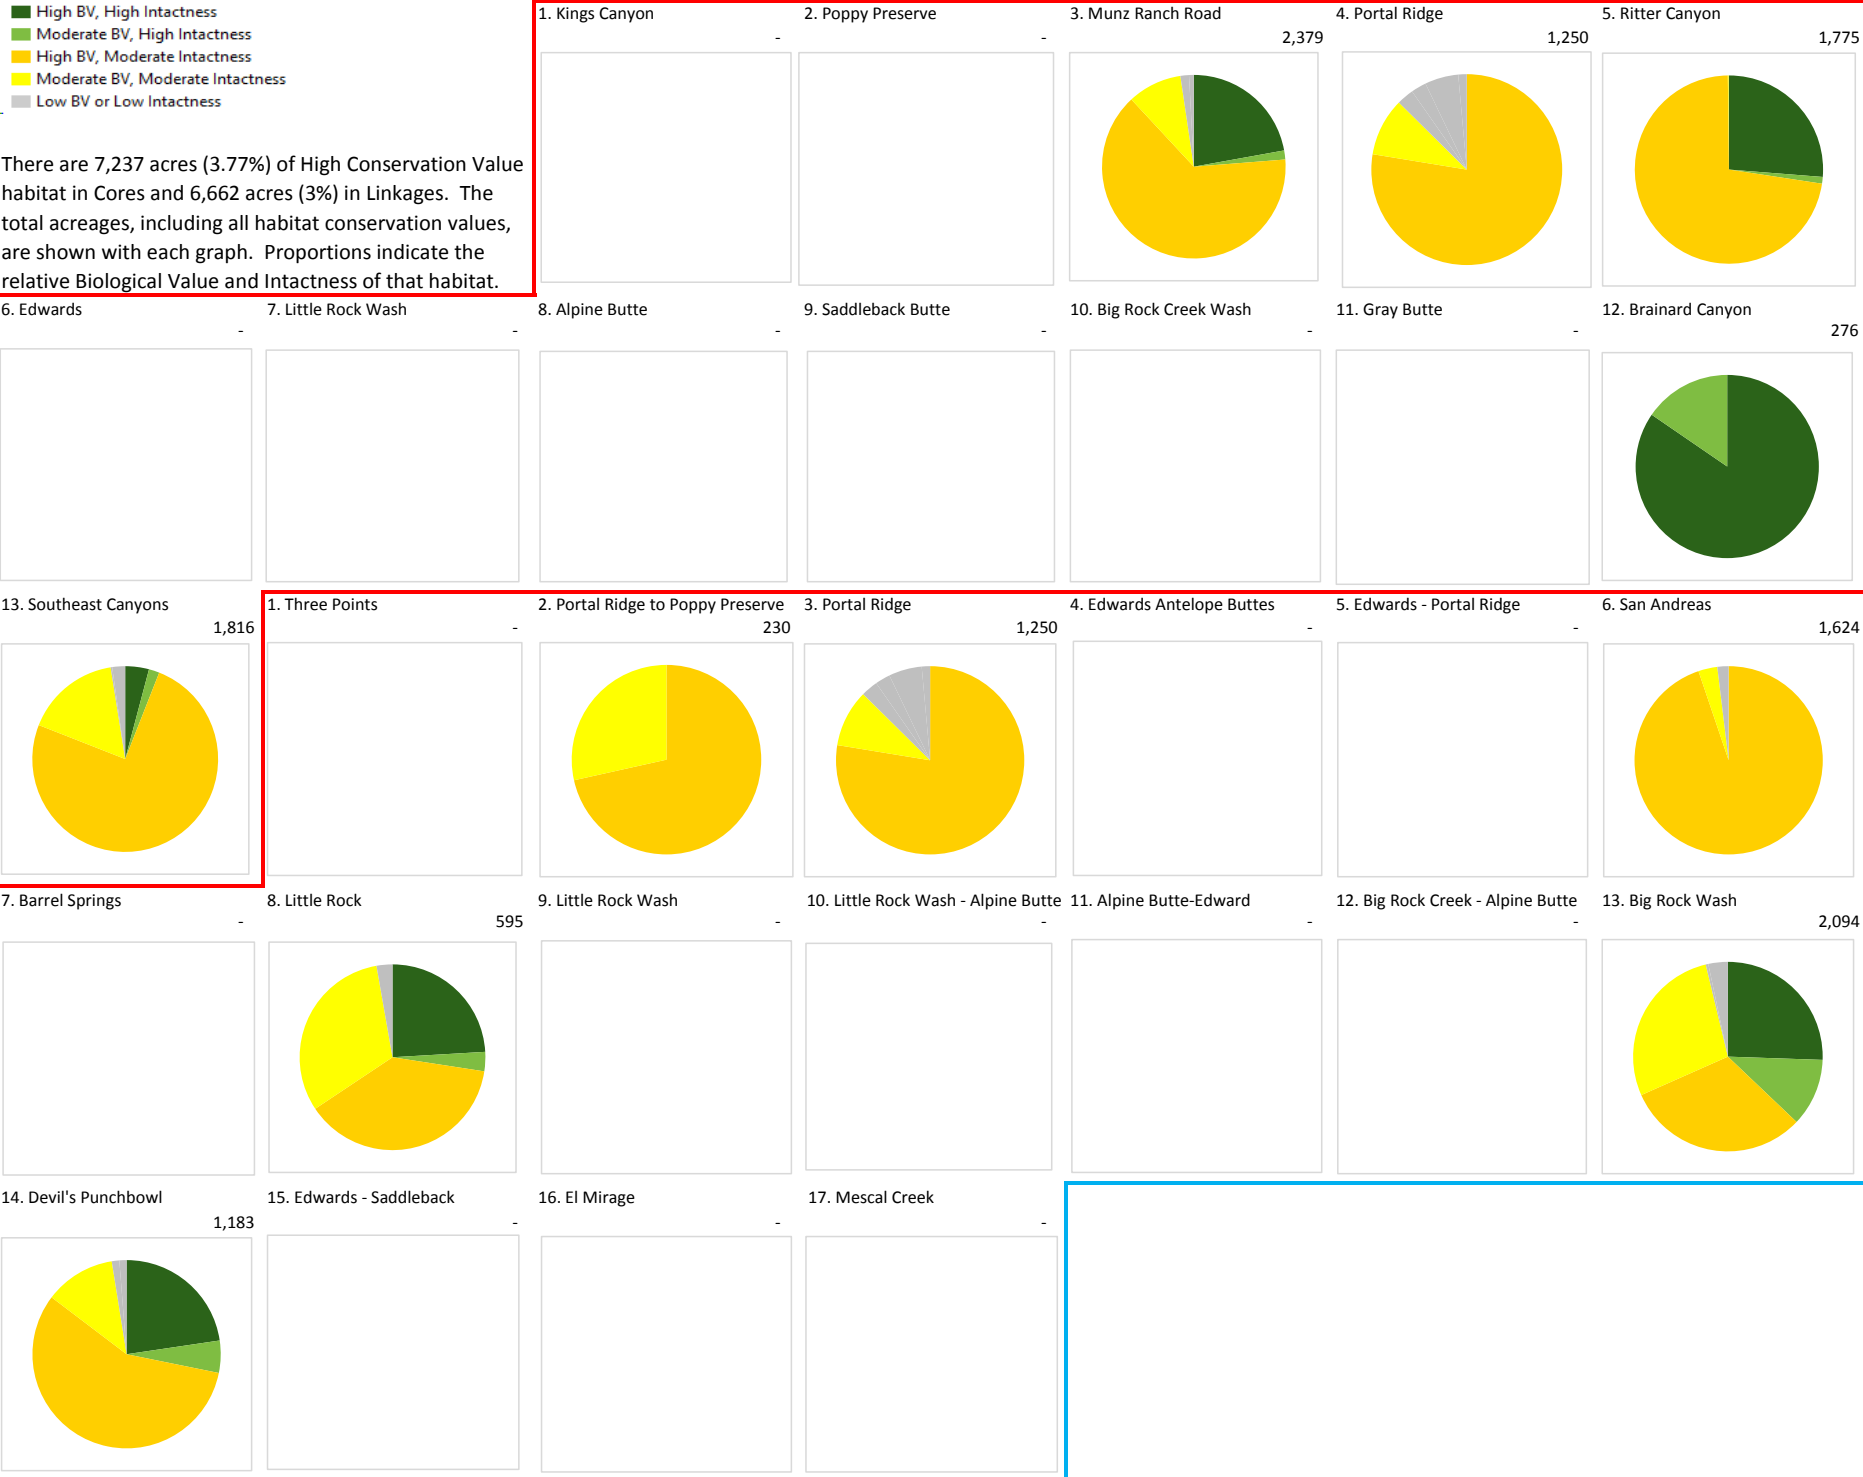 High BV, High Intactness
Moderate BV, High Intactness
High BV, Moderate Intactness
Moderate BV, Moderate Intactness
Low BV or Low Intactness
-
There are 7,237 acres (3.77%) of High Conservation Value
habitat in Cores and 6,662 acres (3%) in Linkages. The
total acreages, including all habitat conservation values,
are shown with each graph. Proportions indicate the
relative Biological Value and Intactness of that habitat.
1. Kings Canyon
-
2. Poppy Preserve
-
3. Munz Ranch Road
2,379
4. Portal Ridge
1,250
5. Ritter Canyon
1,775
6. Edwards
-
7. Little Rock Wash
-
8. Alpine Butte
-
9. Saddleback Butte
-
10. Big Rock Creek Wash
-
11. Gray Butte
-
12. Brainard Canyon
276
13. Southeast Canyons
1,816
1. Three Points
-
2. Portal Ridge to Poppy Preserve
230
3. Portal Ridge
1,250
4. Edwards Antelope Buttes
-
5. Edwards - Portal Ridge
-
6. San Andreas
1,624
7. Barrel Springs
-
8. Little Rock
595
9. Little Rock Wash
-
10. Little Rock Wash - Alpine Butte
-
11. Alpine Butte-Edward
-
12. Big Rock Creek - Alpine Butte
-
13. Big Rock Wash
2,094
14. Devil's Punchbowl
1,183
15. Edwards - Saddleback
-
16. El Mirage
-
17. Mescal Creek
-